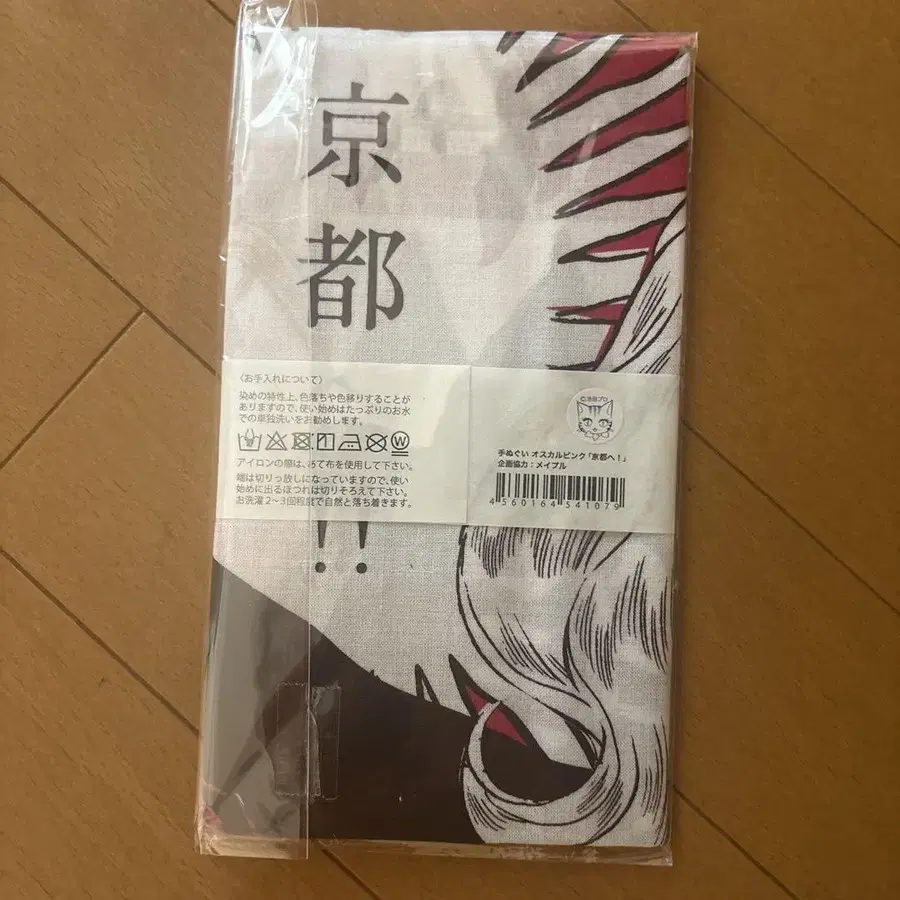 京
都
!!
〈お手入れについて〉
染めの特性上、色落ちや色移りすることが
ありますので、使い始めはたっぷりのお水
での単独洗いをお勧めします。
アイロンの際は、あて布を使用して下さい。
端は切りっ放しになっていますので、使い
始めに出るほつれは切りそろえて下さい。
お洗濯2〜3回程度で自然と落ち着きます。
©池田プロ
手ぬぐい オスカルピンク「京都へ!」
企画協力：メイプル
4 560164 541079